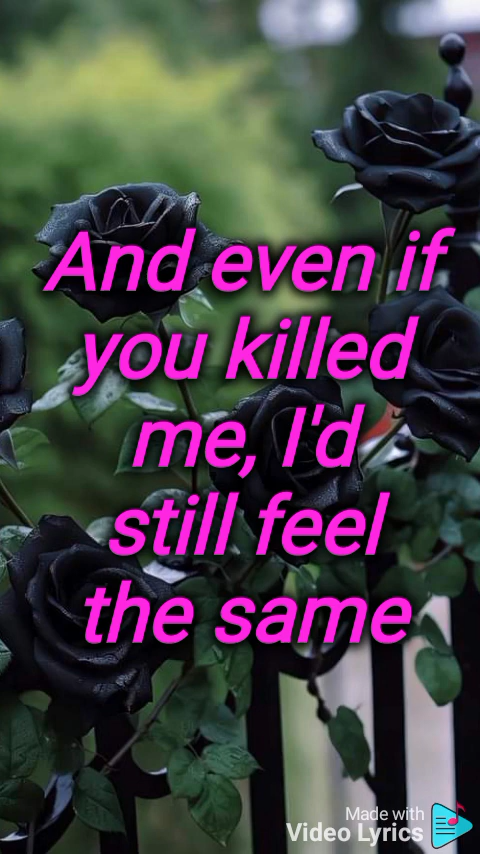 And even if
you killed
me, I'd
still feel
the same
Made with
Video Lyrics